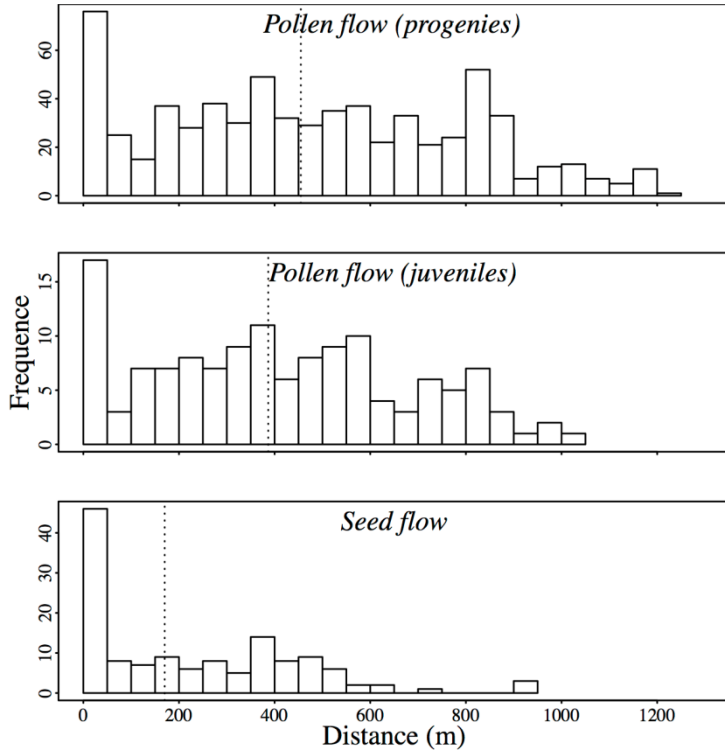 Pollen flow (progenies)
60
40
20
0
Pollen flow (juveniles)
15
10
5
0
Frequence
Seed flow
40
30
20
10
0
0 200 400 600 800 1000 1200
Distance (m)